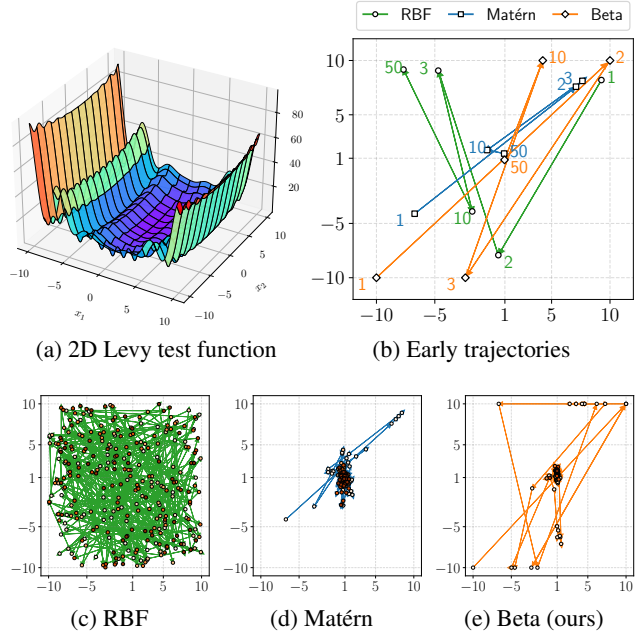 RBF Matérn Beta
80
60
40
20
−10 −5 0 5 10
x1
−10 −5 0 5 10
x2
(a) 2D Levy test function
10
5
1
−5
−10
50 3 10 2 1
3 2
10 50 50
1
10
2
1 3
−10 −5 1 5 10
(b) Early trajectories
10
5
1
−5
−10
−10 −5 1 5 10
(c) RBF
10
5
1
−5
−10
−10 −5 1 5 10
(d) Matérn
10
5
1
−5
−10
−10 −5 1 5 10
(e) Beta (ours)